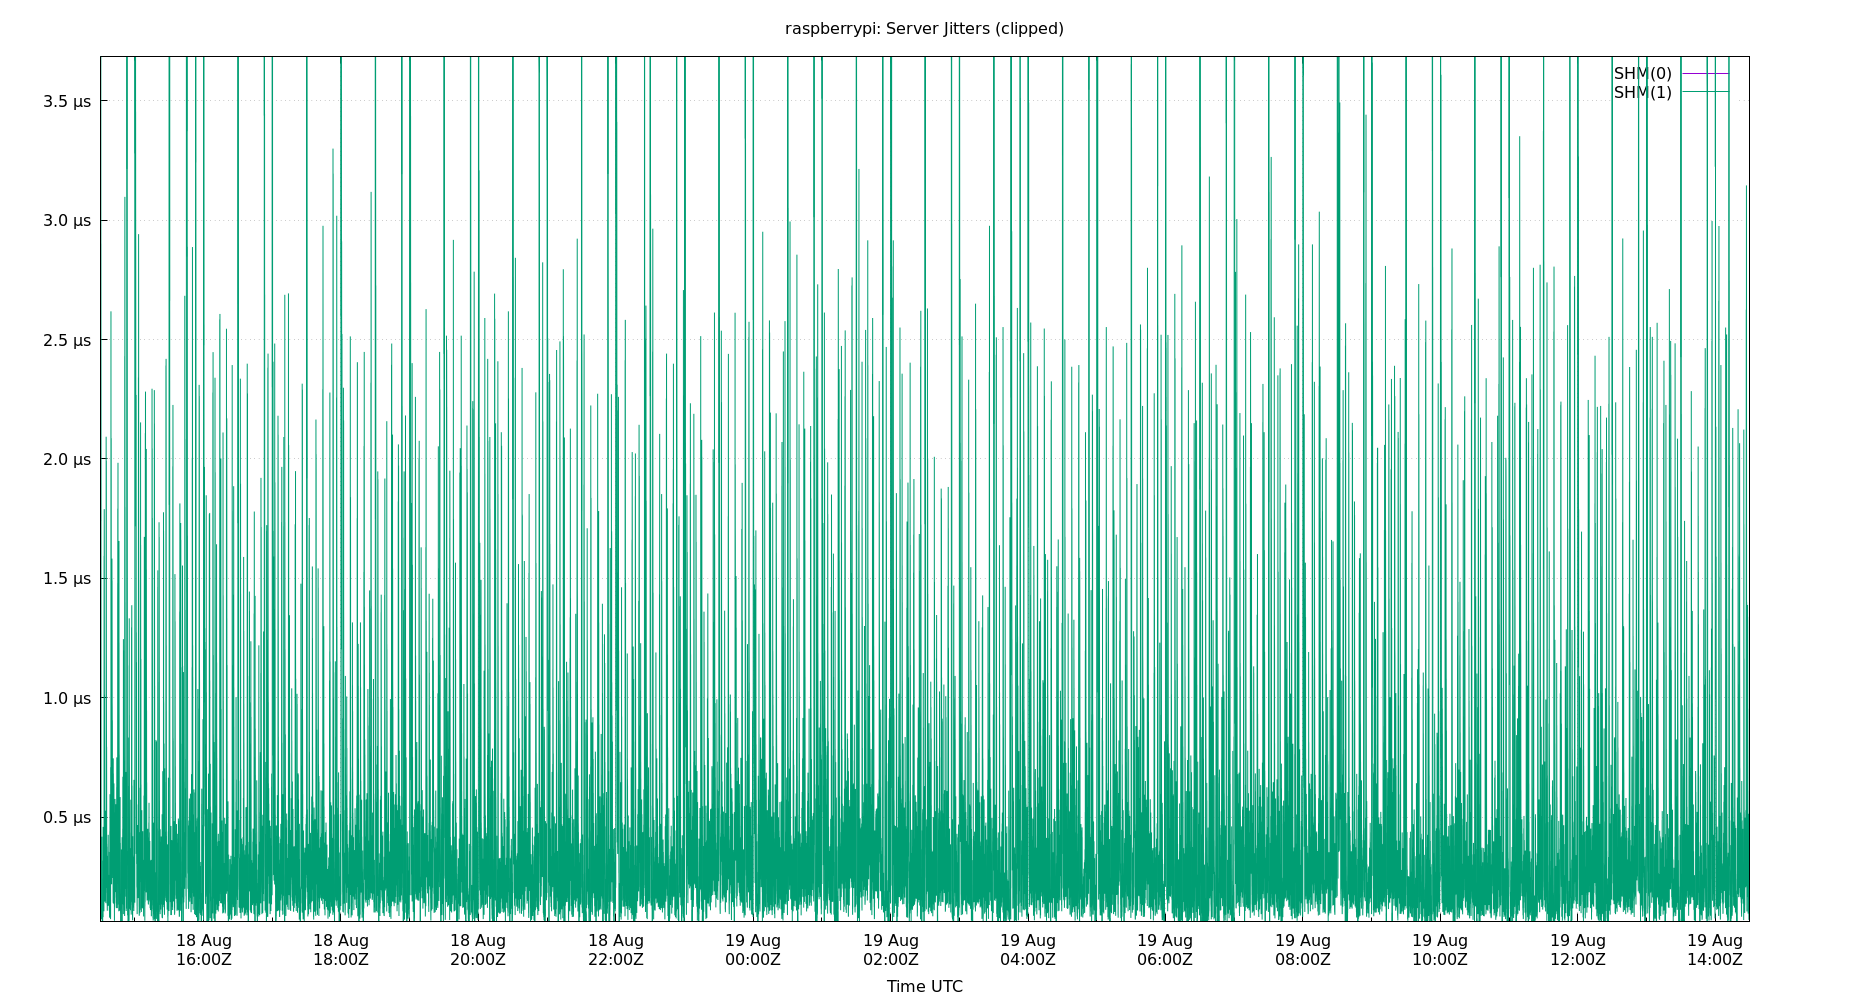 raspberrypi: Server Jitters (clipped)
SHM(0)
SHM(1)
3.5 µs
3.0 µs
2.5 µs
2.0 µs
1.5 µs
1.0 µs
0.5 µs
18 Aug 18 Aug 18 Aug 18 Aug 19 Aug 19 Aug 19 Aug 19 Aug 19 Aug 19 Aug 19 Aug 19 Aug
16:00Z 18:00Z 20:00Z 22:00Z 00:00Z 02:00Z 04:00Z 06:00Z 08:00Z 10:00Z 12:00Z 14:00Z
Time UTC